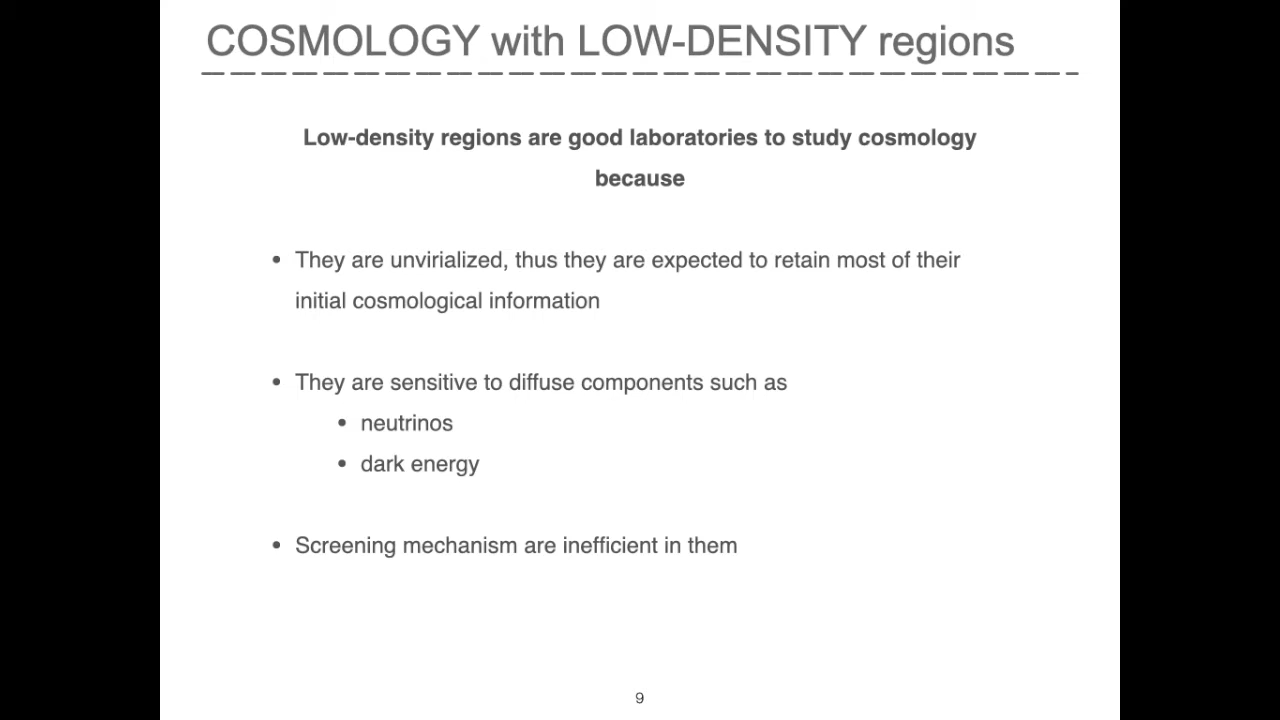 COSMOLOGY with LOW-DENSITY regions
Low-density regions are good laboratories to study cosmology
because
• They are unvirialized, thus they are expected to retain most of their
initial cosmological information
• They are sensitive to diffuse components such as
• neutrinos
• dark energy
• Screening mechanism are inefficient in them
9